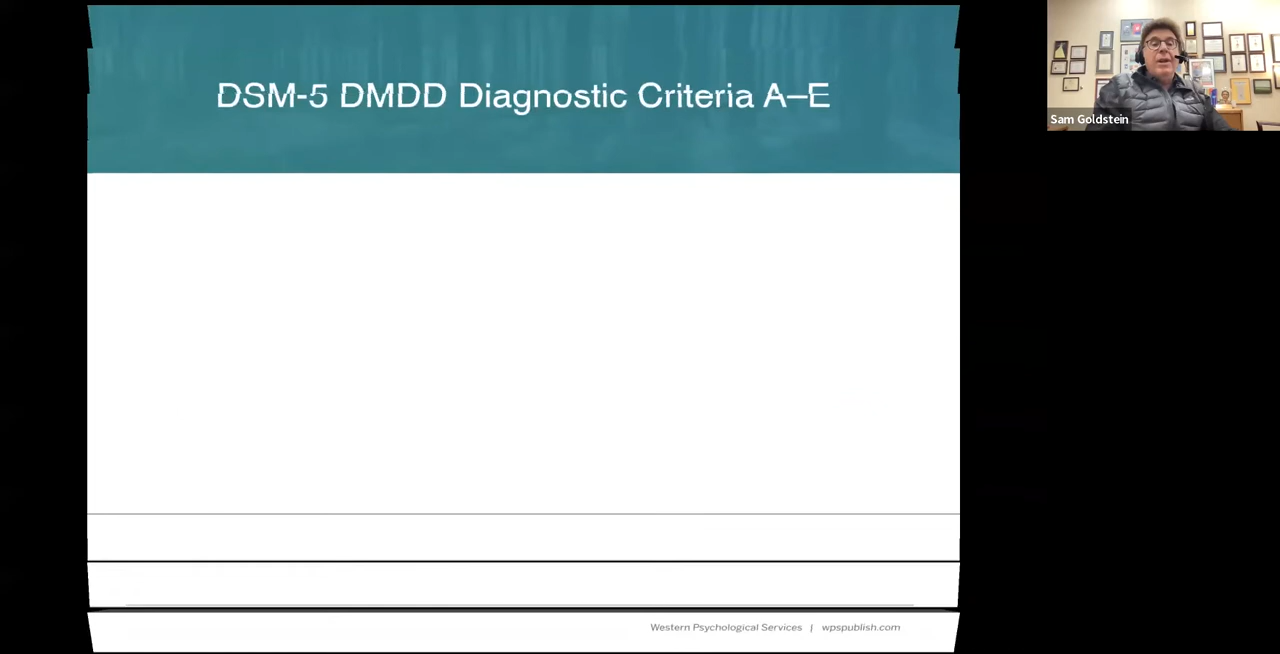 DSM-5 DMDD Diagnostic Criteria A–E
Sam Goldstein
Western Psychological Services | wpspublish.com